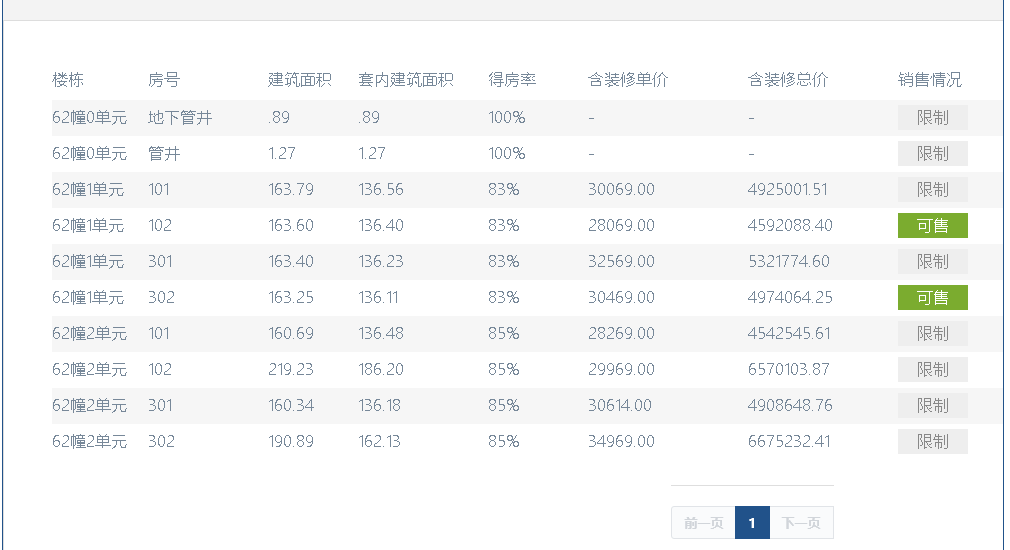 楼栋 房号 建筑面积 套内建筑面积 得房率 含装修单价 含装修总价 销售情况
62幢0单元 地下管井 .89 .89 100% - - 限制
62幢0单元 管井 1.27 1.27 100% - - 限制
62幢1单元 101 163.79 136.56 83% 30069.00 4925001.51 限制
62幢1单元 102 163.60 136.40 83% 28069.00 4592088.40 可售
62幢1单元 301 163.40 136.23 83% 32569.00 5321774.60 限制
62幢1单元 302 163.25 136.11 83% 30469.00 4974064.25 可售
62幢2单元 101 160.69 136.48 85% 28269.00 4542545.61 限制
62幢2单元 102 219.23 186.20 85% 29969.00 6570103.87 限制
62幢2单元 301 160.34 136.18 85% 30614.00 4908648.76 限制
62幢2单元 302 190.89 162.13 85% 34969.00 6675232.41 限制
前一页 1 下一页